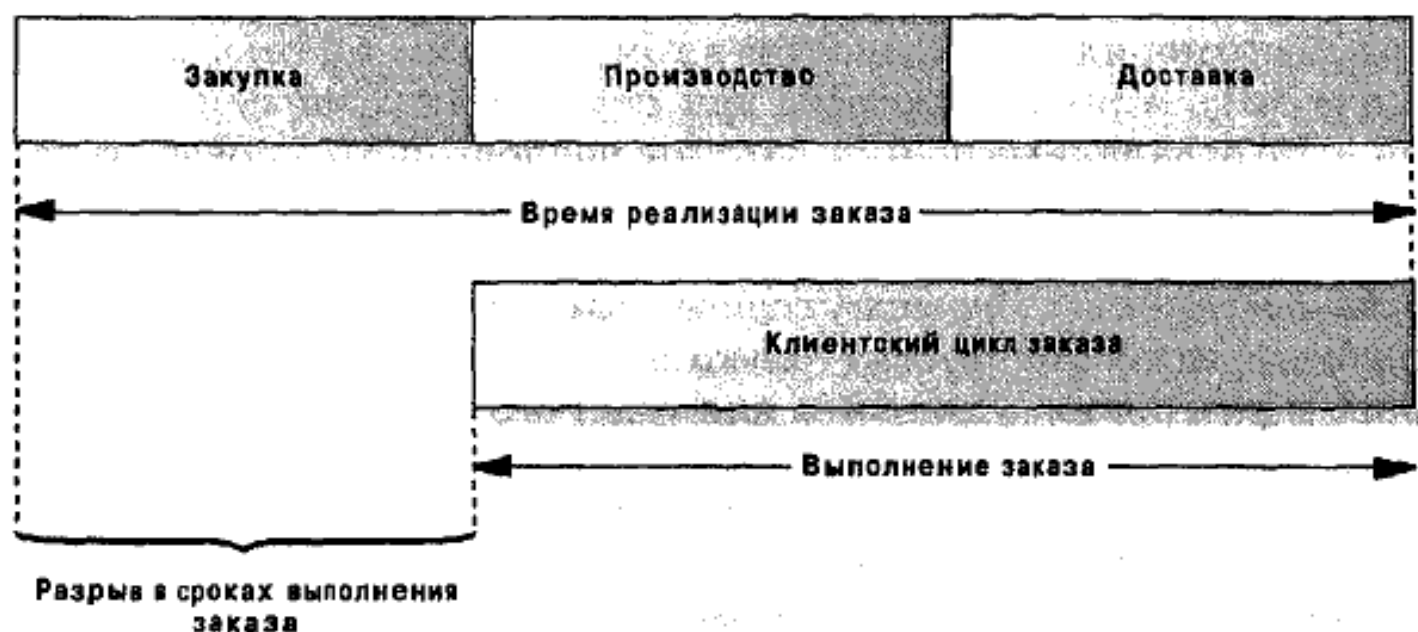 Закупка
Производство
Доставка
Время реализации заказа
Клиентский цикл заказа
Выполнение заказа
Разрыв в сроках выполнения
заказа